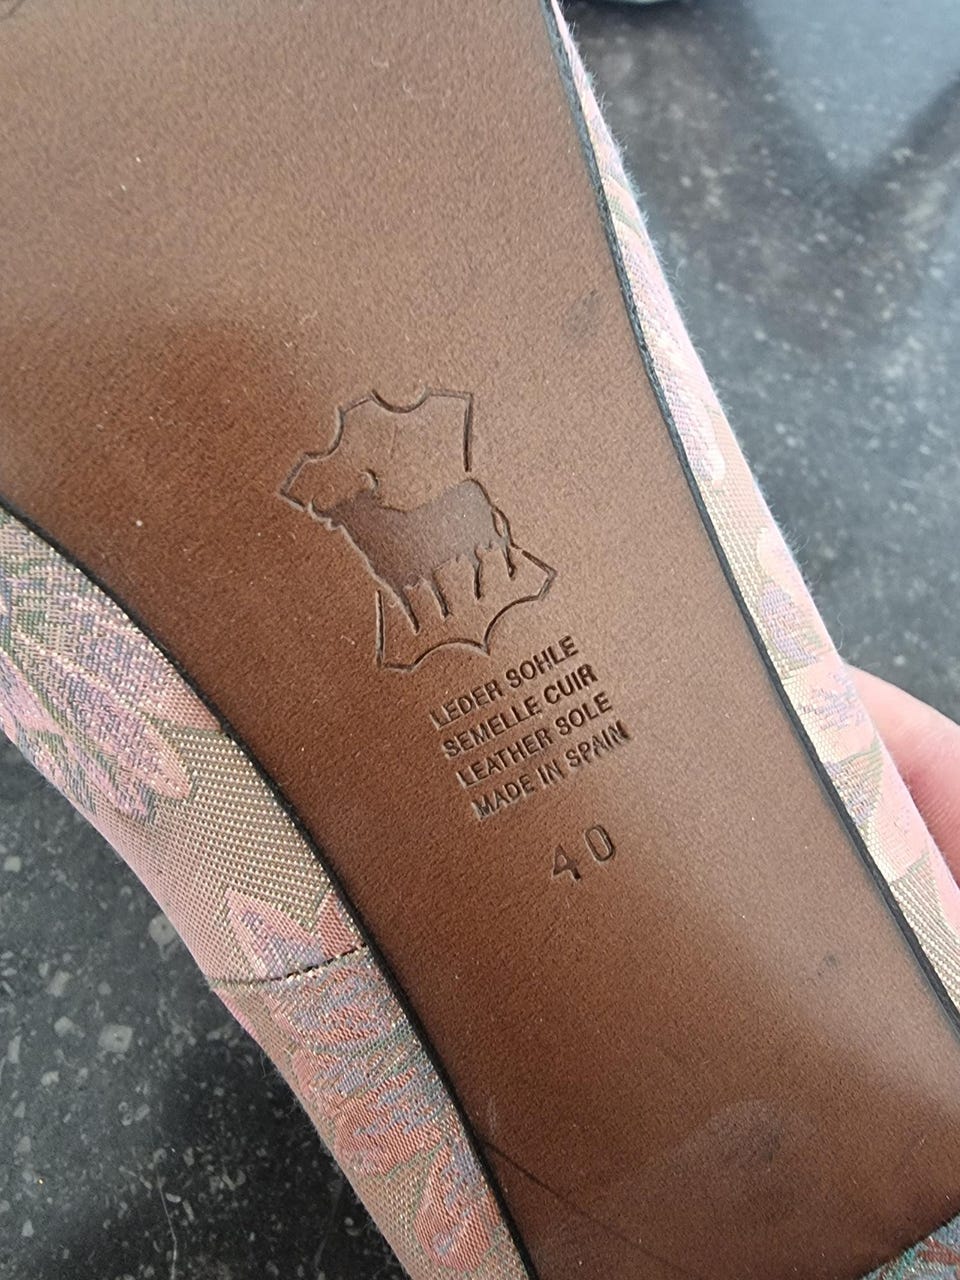 LEDER SOHLE
SEMELLE CUIR
LEATHER SOLE
MADE IN SPAIN
40